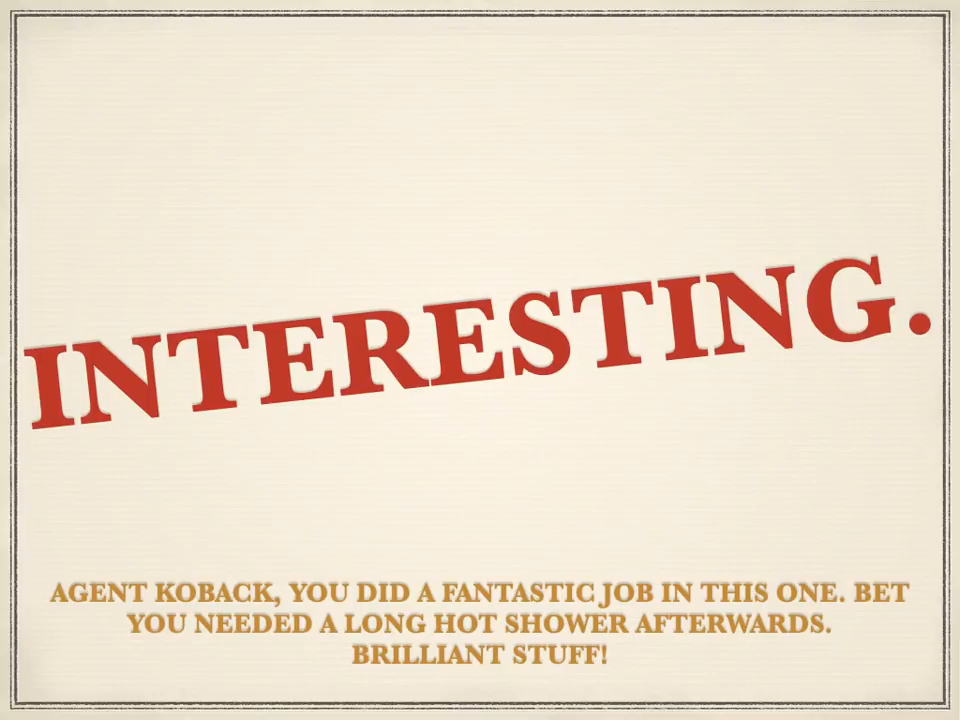 INTERESTING.
AGENT KOBACK, YOU DID A FANTASTIC JOB IN THIS ONE. BET
YOU NEEDED A LONG HOT SHOWER AFTERWARDS.
BRILLIANT STUFF!